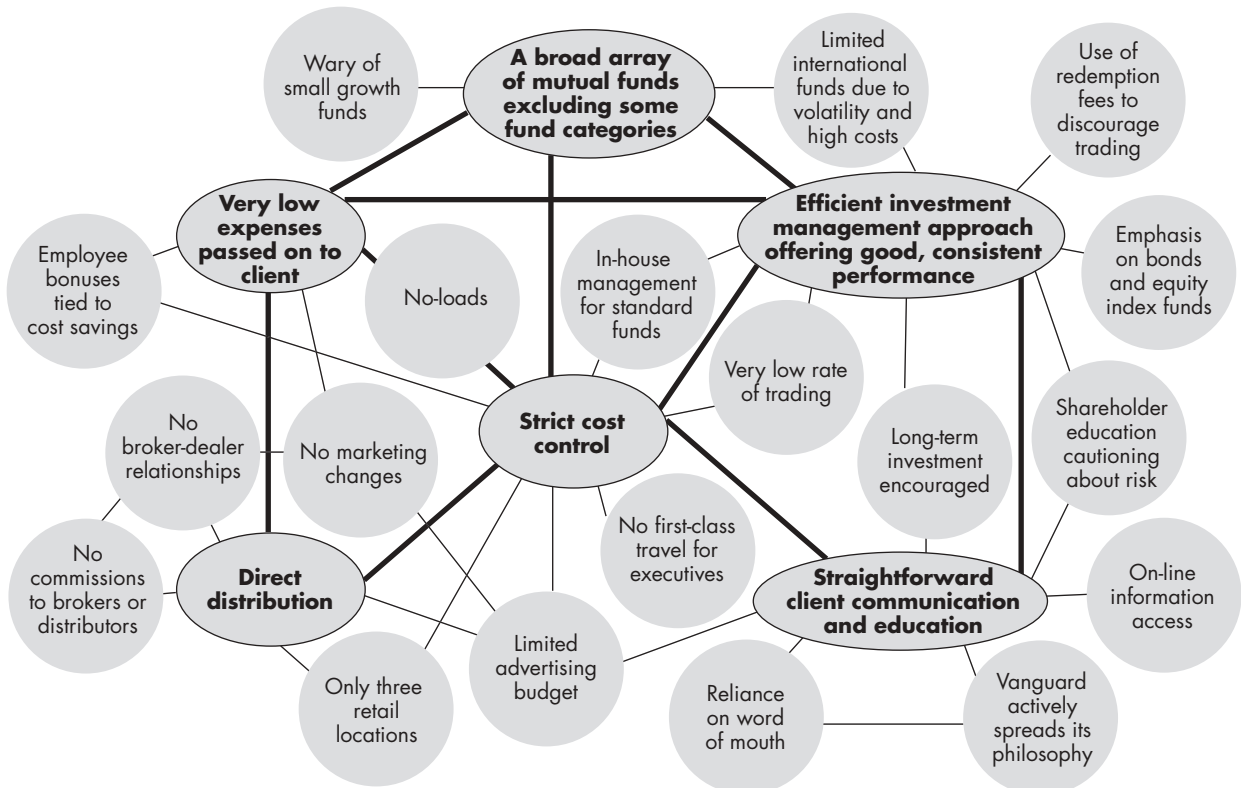 Wary of
small growth
funds
A broad array
of mutual funds
excluding some
fund categories
Limited
international
funds due to
volatility and
high costs
Use of
redemption
fees to
discourage
trading
Very low
expenses
passed on to
client
Efficient investment
management approach
offering good, consistent
performance
Employee
bonuses
tied to
cost savings
No-loads
In-house
management
for standard
funds
Emphasis
on bonds
and equity
index funds
Very low rate
of trading
No
broker-dealer
relationships
No marketing
changes
Strict cost
control
Long-term
investment
encouraged
Shareholder
education
cautioning
about risk
No
commissions
to brokers or
distributors
Direct
distribution
No first-class
travel for
executives
Straightforward
client communication
and education
On-line
information
access
Only three
retail
locations
Limited
advertising
budget
Reliance
on word
of mouth
Vanguard
actively
spreads its
philosophy